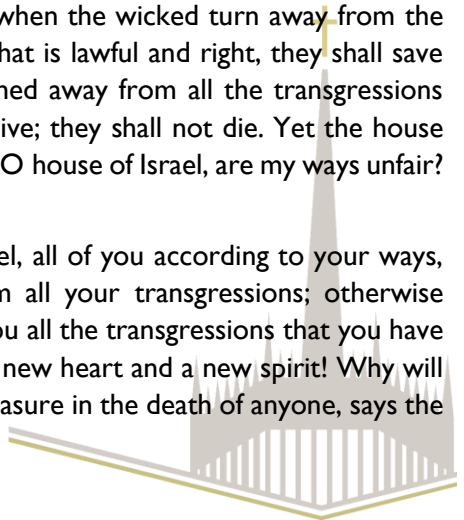 when the wicked turn away from the
hat is lawful and right, they shall save
ned away from all the transgressions
ive; they shall not die. Yet the house
O house of Israel, are my ways unfair?
el, all of you according to your ways,
m all your transgressions; otherwise
ou all the transgressions that you have
new heart and a new spirit! Why will
easure in the death of anyone, says the